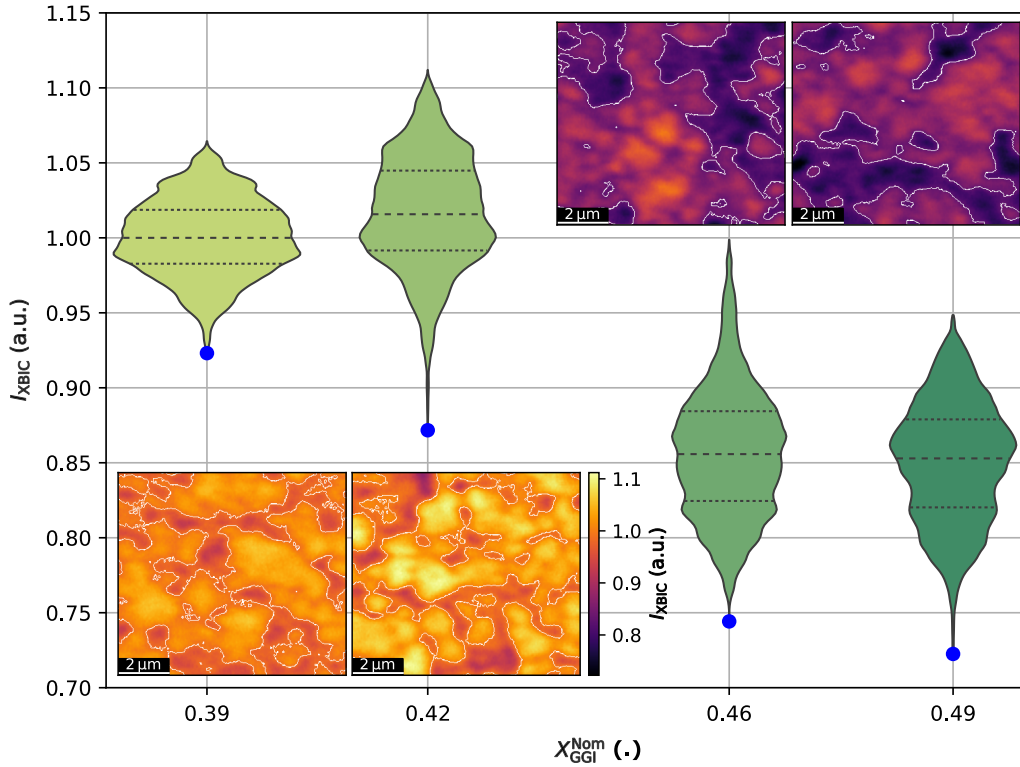 1.15
1.10
1.05
1.00
0.95
0.90
0.85
0.80
0.75
0.70
I_XBIC (a.u.)
2 μm
2 μm
2 μm
2 μm
1.1
1.0
0.9
0.8
I_XBIC (a.u.)
0.39
0.42
0.46
0.49
X_GGI^Nom (.)